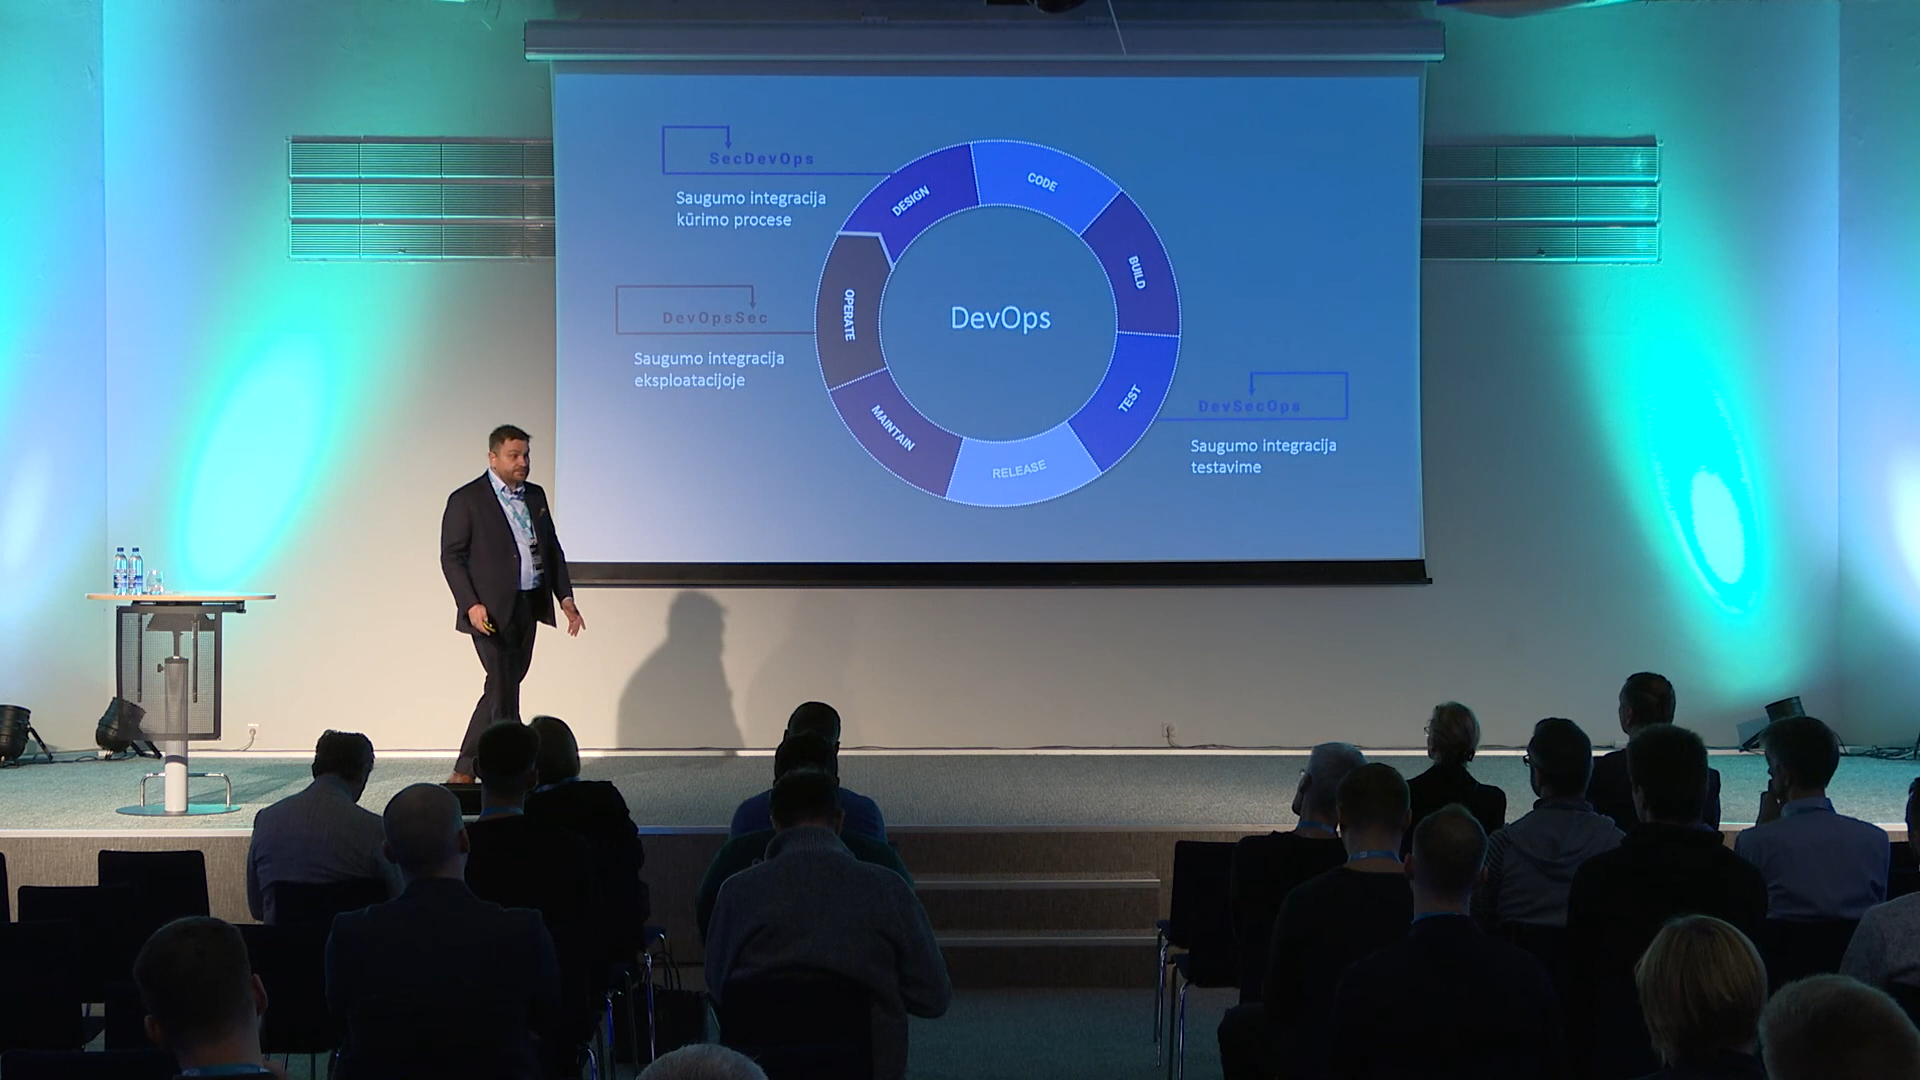 SecDevOps
Saugumo integracija
kūrimo procese
DevOpsSec
Saugumo integracija
eksploatacijoje
DESIGN
CODE
BUILD
TEST
RELEASE
MAINTAIN
OPERATE
DevOps
DevSecOps
Saugumo integracija
testavime